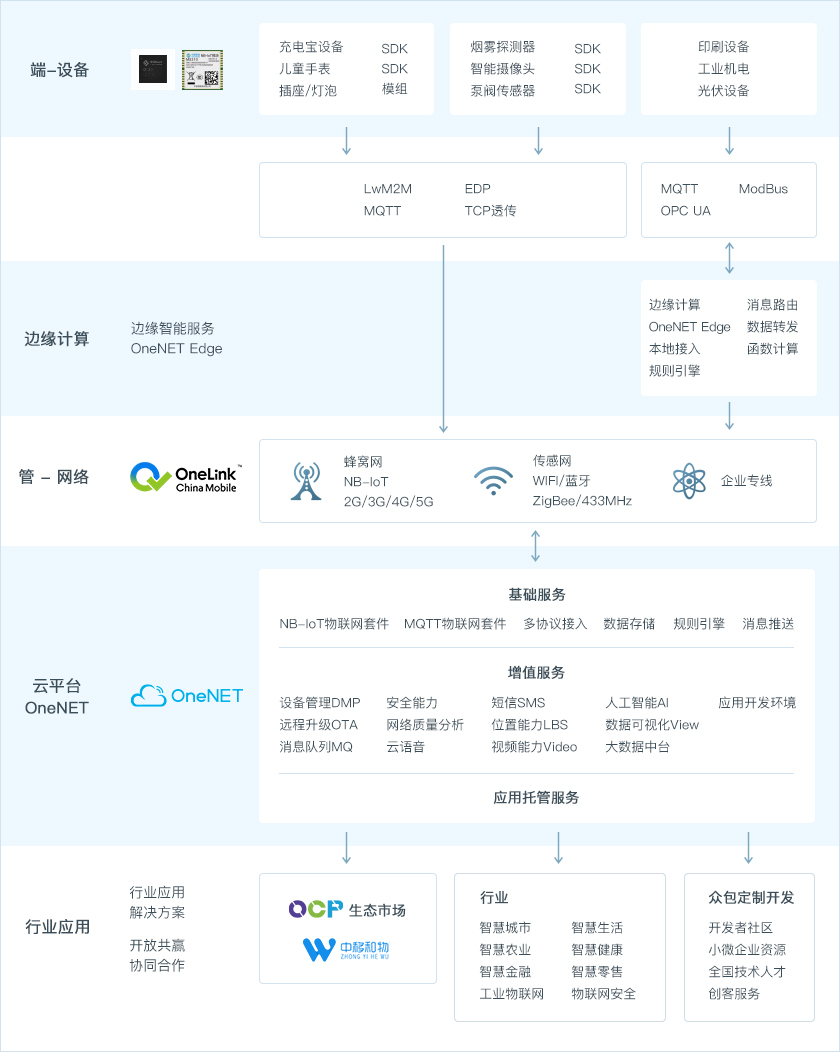 端-设备
充电宝设备 SDK
儿童手表 SDK
插座/灯泡 模组
烟雾探测器 SDK
智能摄像头 SDK
泵阀传感器 SDK
印刷设备
工业机电
光伏设备
LwM2M EDP
MQTT TCP透传
MQTT ModBus
OPC UA
边缘计算
边缘智能服务
OneNET Edge
边缘计算 消息路由
OneNET Edge 数据转发
本地接入 函数计算
规则引擎
管 - 网络
OneLink™
China Mobile
蜂窝网
NB-IoT
2G/3G/4G/5G
传感网
WIFI/蓝牙
ZigBee/433MHz
企业专线
云平台
OneNET
OneNET
基础服务
NB-IoT物联网套件 MQTT物联网套件 多协议接入 数据存储 规则引擎 消息推送
增值服务
设备管理DMP 安全能力 短信SMS 人工智能AI 应用开发环境
远程升级OTA 网络质量分析 位置能力LBS 数据可视化View
消息队列MQ 云语音 视频能力Video 大数据中台
应用托管服务
行业应用
行业应用
解决方案
开放共赢
协同合作
OCP 生态市场
中移和物
ZHONG YI HE WU
行业
智慧城市 智慧生活
智慧农业 智慧健康
智慧金融 智慧零售
工业物联网 物联网安全
众包定制开发
开发者社区
小微企业资源
全国技术人才
创客服务